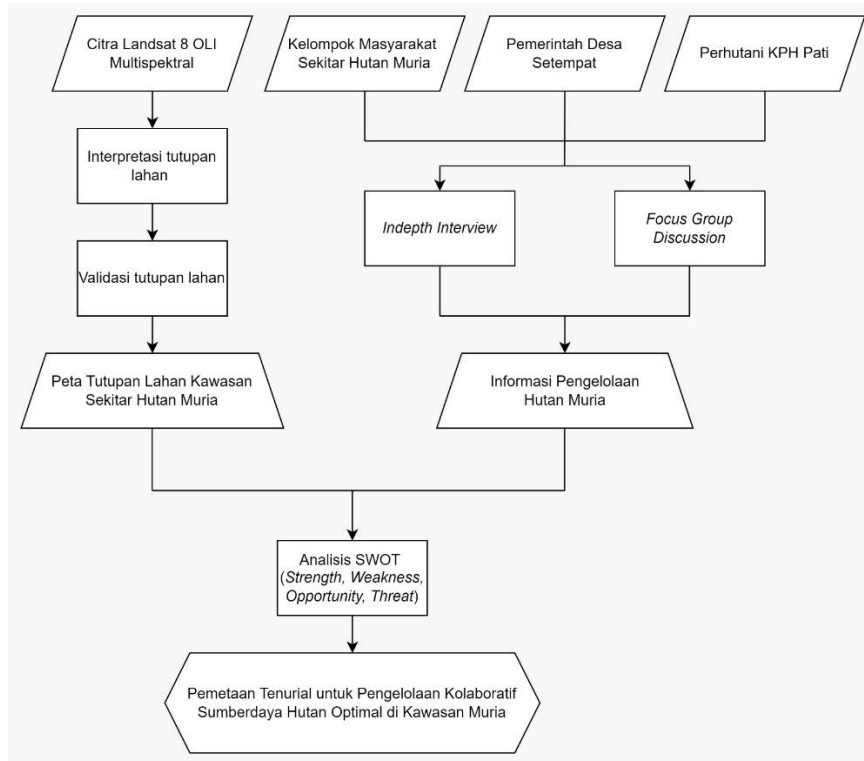 Citra Landsat 8 OLI
Multispektral
Kelompok Masyarakat
Sekitar Hutan Muria
Pemerintah Desa
Setempat
Perhutani KPH Pati
Interpretasi tutupan
lahan
Indepth Interview
Focus Group
Discussion
Validasi tutupan lahan
Peta Tutupan Lahan Kawasan
Sekitar Hutan Muria
Informasi Pengelolaan
Hutan Muria
Analisis SWOT
(Strength, Weakness,
Opportunity, Threat)
Pemetaan Tenurial untuk Pengelolaan Kolaboratif
Sumberdaya Hutan Optimal di Kawasan Muria